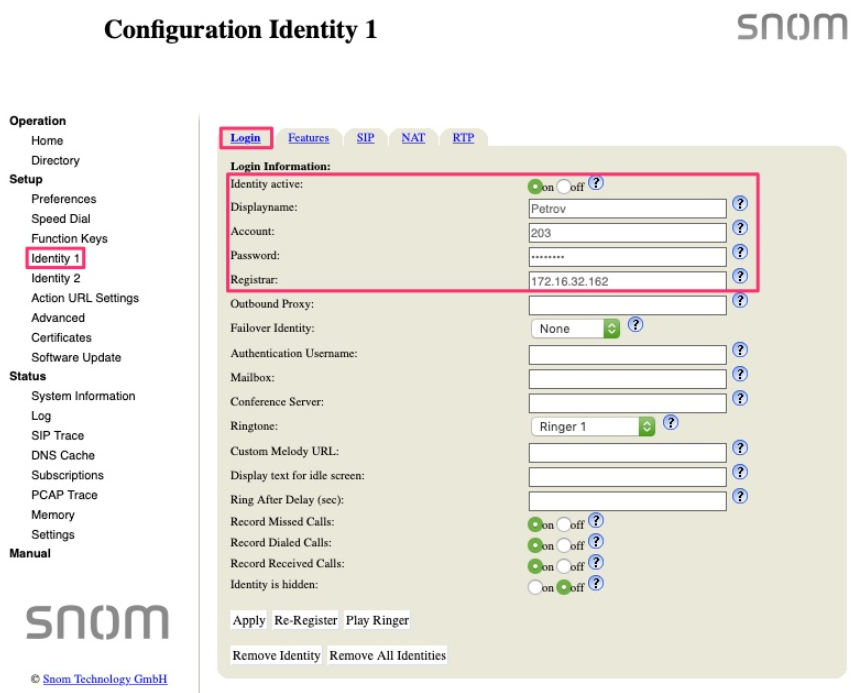 Configuration Identity 1
snom
Operation
Home
Directory
Setup
Preferences
Speed Dial
Function Keys
Identity 1
Identity 2
Action URL Settings
Advanced
Certificates
Software Update
Status
System Information
Log
SIP Trace
DNS Cache
Subscriptions
PCAP Trace
Memory
Settings
Manual
snom
© Snom Technology GmbH
Login Features SIP NAT RTP
Login Information:
Identity active: on off ?
Displayname: Petrov ?
Account: 203 ?
Password: ········ ?
Registrar: 172.16.32.162 ?
Outbound Proxy: ?
Failover Identity: None ?
Authentication Username: ?
Mailbox: ?
Conference Server: ?
Ringtone: Ringer 1 ?
Custom Melody URL: ?
Display text for idle screen: ?
Ring After Delay (sec): ?
Record Missed Calls: on off ?
Record Dialed Calls: on off ?
Record Received Calls: on off ?
Identity is hidden: on off ?
Apply Re-Register Play Ringer
Remove Identity Remove All Identities